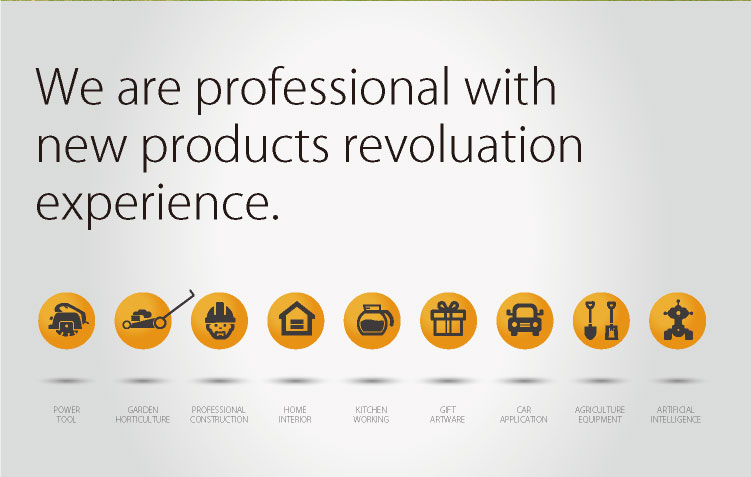 We are professional with
new products revoluation
experience.
POWER
TOOL
GARDEN
HORTICULTURE
PROFESSIONAL
CONSTRUCTION
HOME
INTERIOR
KITCHEN
WORKING
GIFT
ARTWARE
CAR
APPLICATION
AGRICULTURE
EQUIPMENT
ARTIFICIAL
INTELLIGENCE